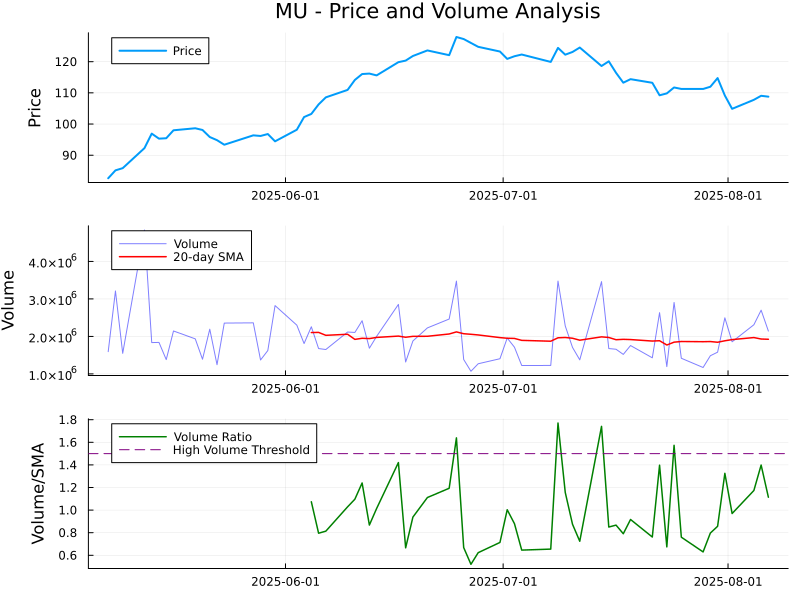 MU - Price and Volume Analysis
Price
Price
120
110
100
90
2025-06-01 2025-07-01 2025-08-01
Volume
Volume
20-day SMA
4.0×10⁶
3.0×10⁶
2.0×10⁶
1.0×10⁶
2025-06-01 2025-07-01 2025-08-01
Volume/SMA
Volume Ratio
High Volume Threshold
1.8
1.6
1.4
1.2
1.0
0.8
0.6
2025-06-01 2025-07-01 2025-08-01